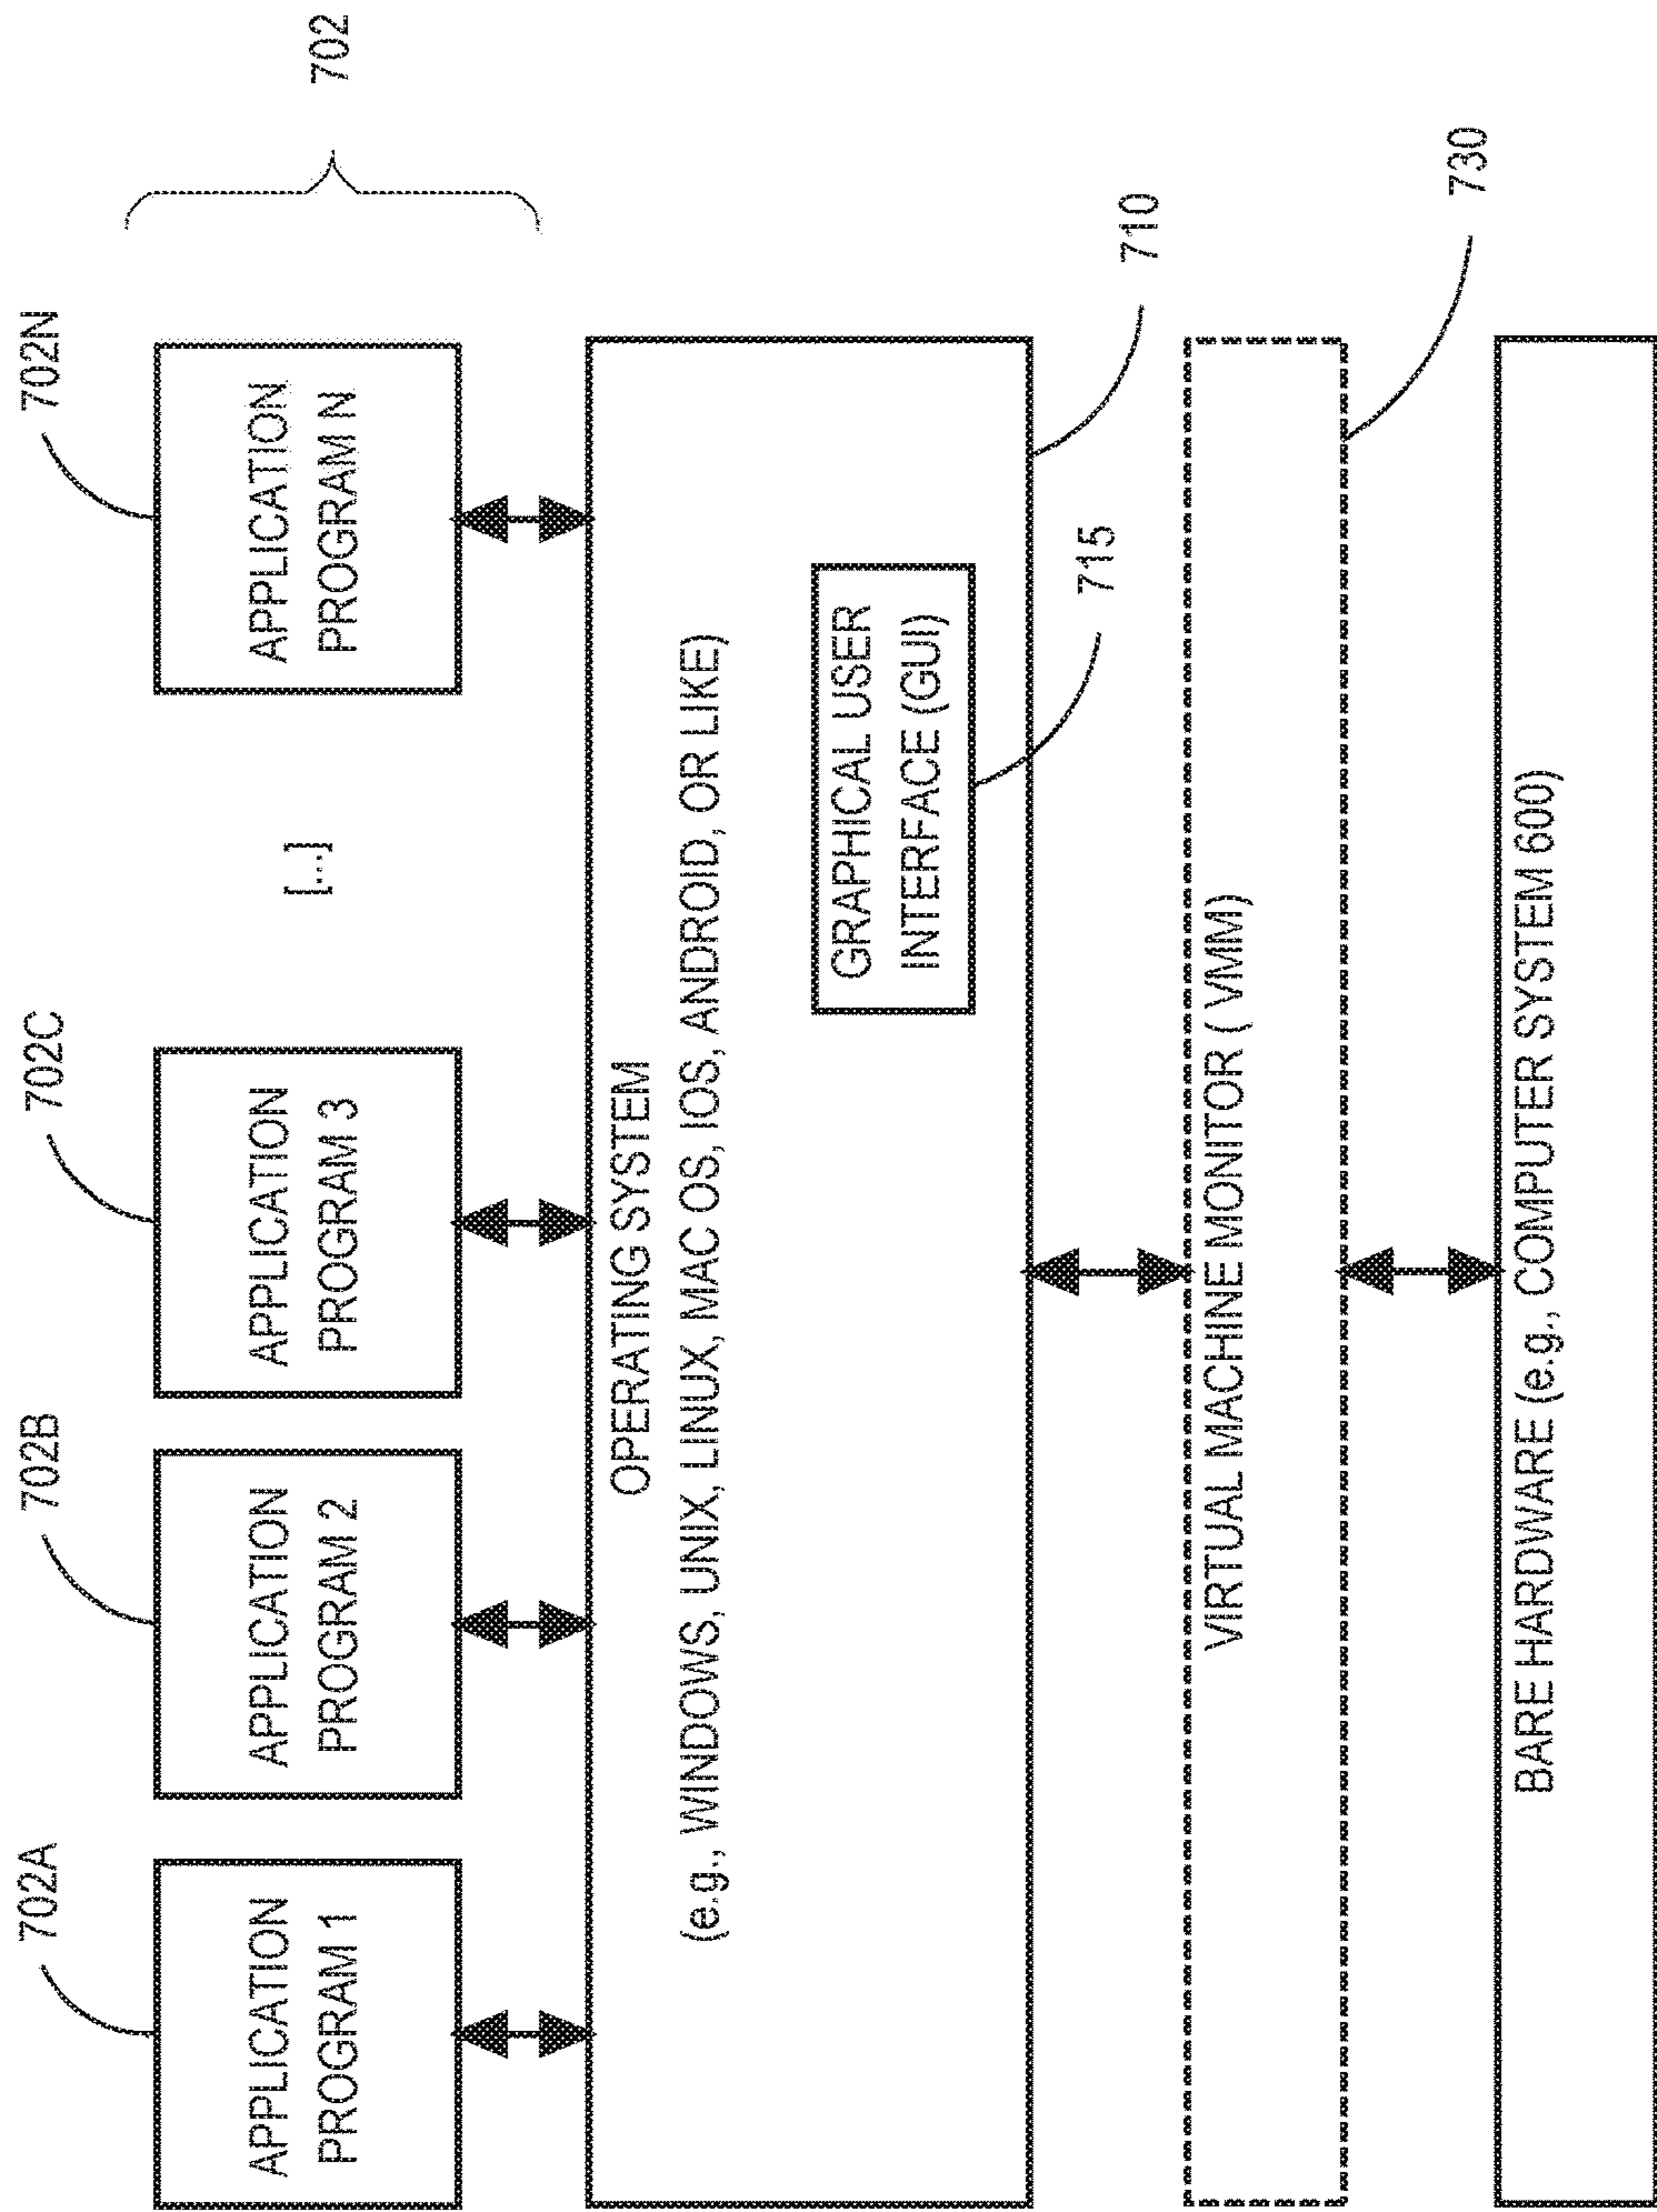 702
702A
702B
702C
702N
APPLICATION
PROGRAM 1
APPLICATION
PROGRAM 2
APPLICATION
PROGRAM 3
[...]
APPLICATION
PROGRAM N
OPERATING SYSTEM
(e.g., WINDOWS, UNIX, LINUX, MAC OS, IOS, ANDROID, OR LIKE)
GRAPHICAL USER
INTERFACE (GUI)
715
710
VIRTUAL MACHINE MONITOR ( VMM)
730
BARE HARDWARE (e.g., COMPUTER SYSTEM 600)